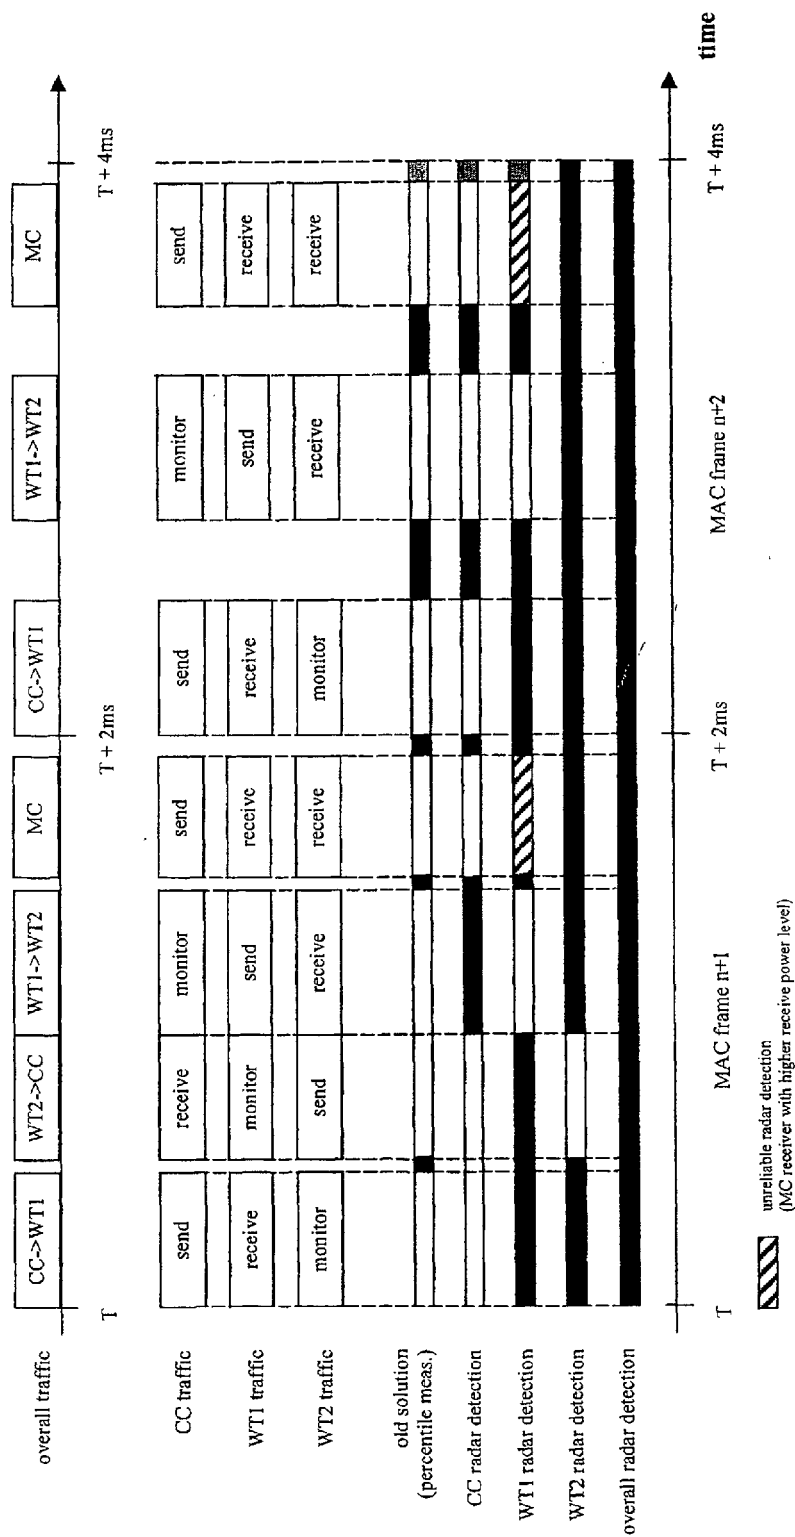 overall traffic
CC->WT1
WT2->CC
WT1->WT2
MC
CC->WT1
WT1->WT2
MC
T
T + 2ms
T + 4ms
CC traffic
send
receive
monitor
send
send
monitor
send
WT1 traffic
receive
monitor
send
receive
receive
send
receive
WT2 traffic
monitor
send
receive
receive
monitor
receive
receive
old solution
(percentile meas.)
CC radar detection
WT1 radar detection
WT2 radar detection
overall radar detection
T
T + 2ms
T + 4ms
time
MAC frame n+1
MAC frame n+2
unreliable radar detection
(MC receiver with higher receive power level)